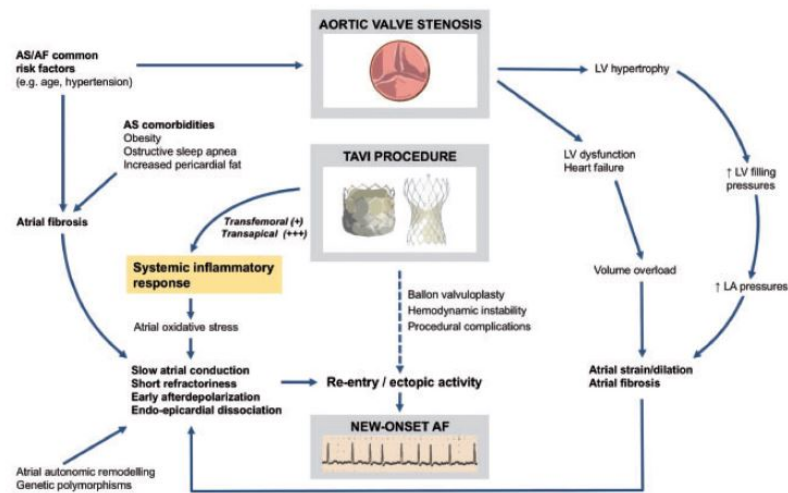 AORTIC VALVE STENOSIS
AS/AF common
risk factors
(e.g. age, hypertension)
LV hypertrophy
AS comorbidities
Obesity
Ostructive sleep apnea
Increased pericardial fat
TAVI PROCEDURE
LV dysfunction
Heart failure
↑ LV filling
pressures
Atrial fibrosis
Transfemoral (+)
Transapical (+++)
Systemic inflammatory
response
Volume overload
↑ LA pressures
Ballon valvuloplasty
Hemodynamic instability
Procedural complications
Atrial oxidative stress
Slow atrial conduction
Short refractoriness
Early afterdepolarization
Endo-epicardial dissociation
Re-entry / ectopic activity
Atrial strain/dilation
Atrial fibrosis
NEW-ONSET AF
Atrial autonomic remodelling
Genetic polymorphisms